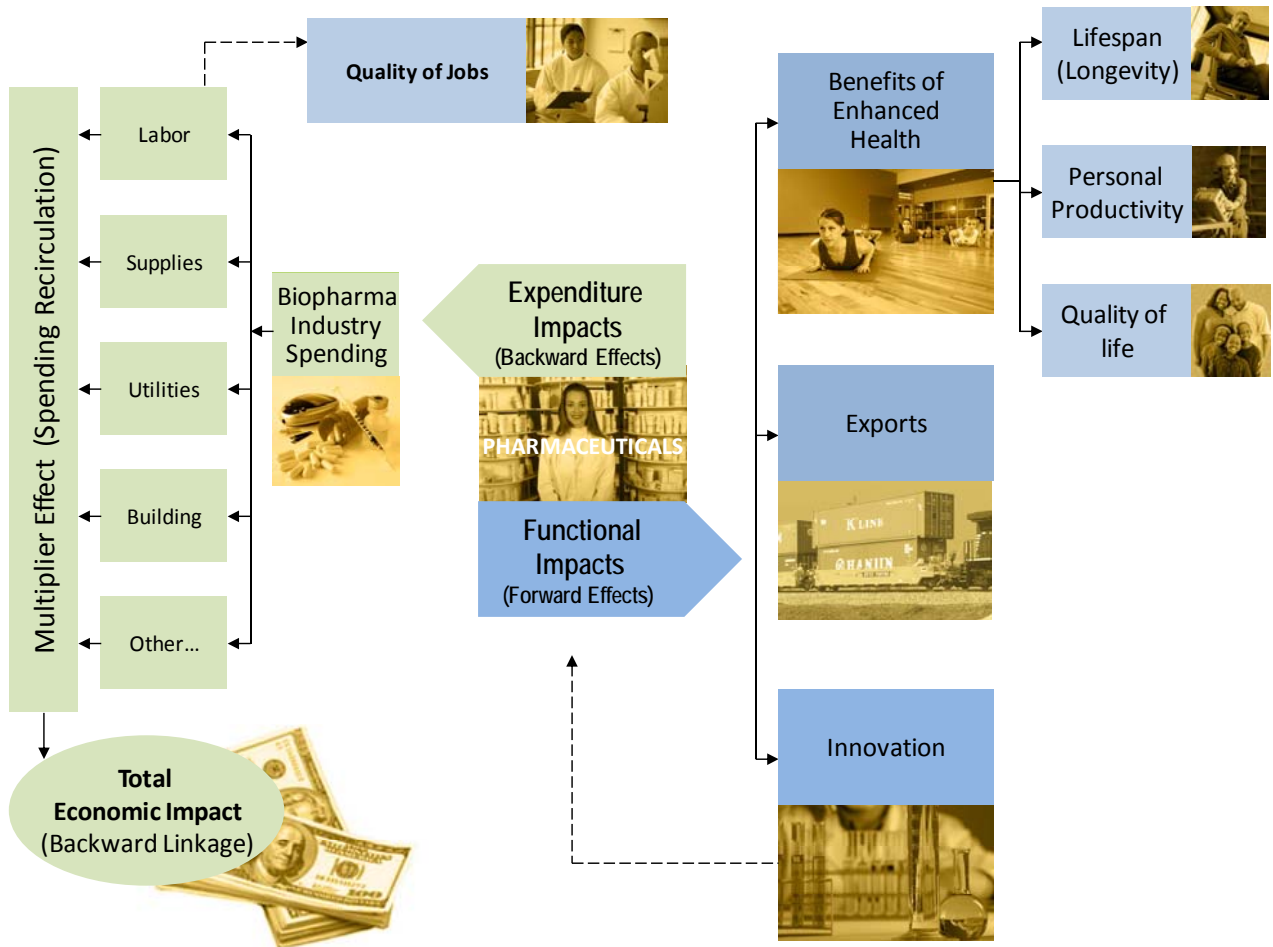 Quality of Jobs
Multiplier Effect (Spending Recirculation)
Labor
Supplies
Utilities
Building
Other…
Biopharma
Industry
Spending
Expenditure
Impacts
(Backward Effects)
PHARMACEUTICALS
Functional
Impacts
(Forward Effects)
Total
Economic Impact
(Backward Linkage)
100
Benefits of
Enhanced
Health
Exports
K LINE
HANJIN
Innovation
Lifespan
(Longevity)
Personal
Productivity
Quality of
life